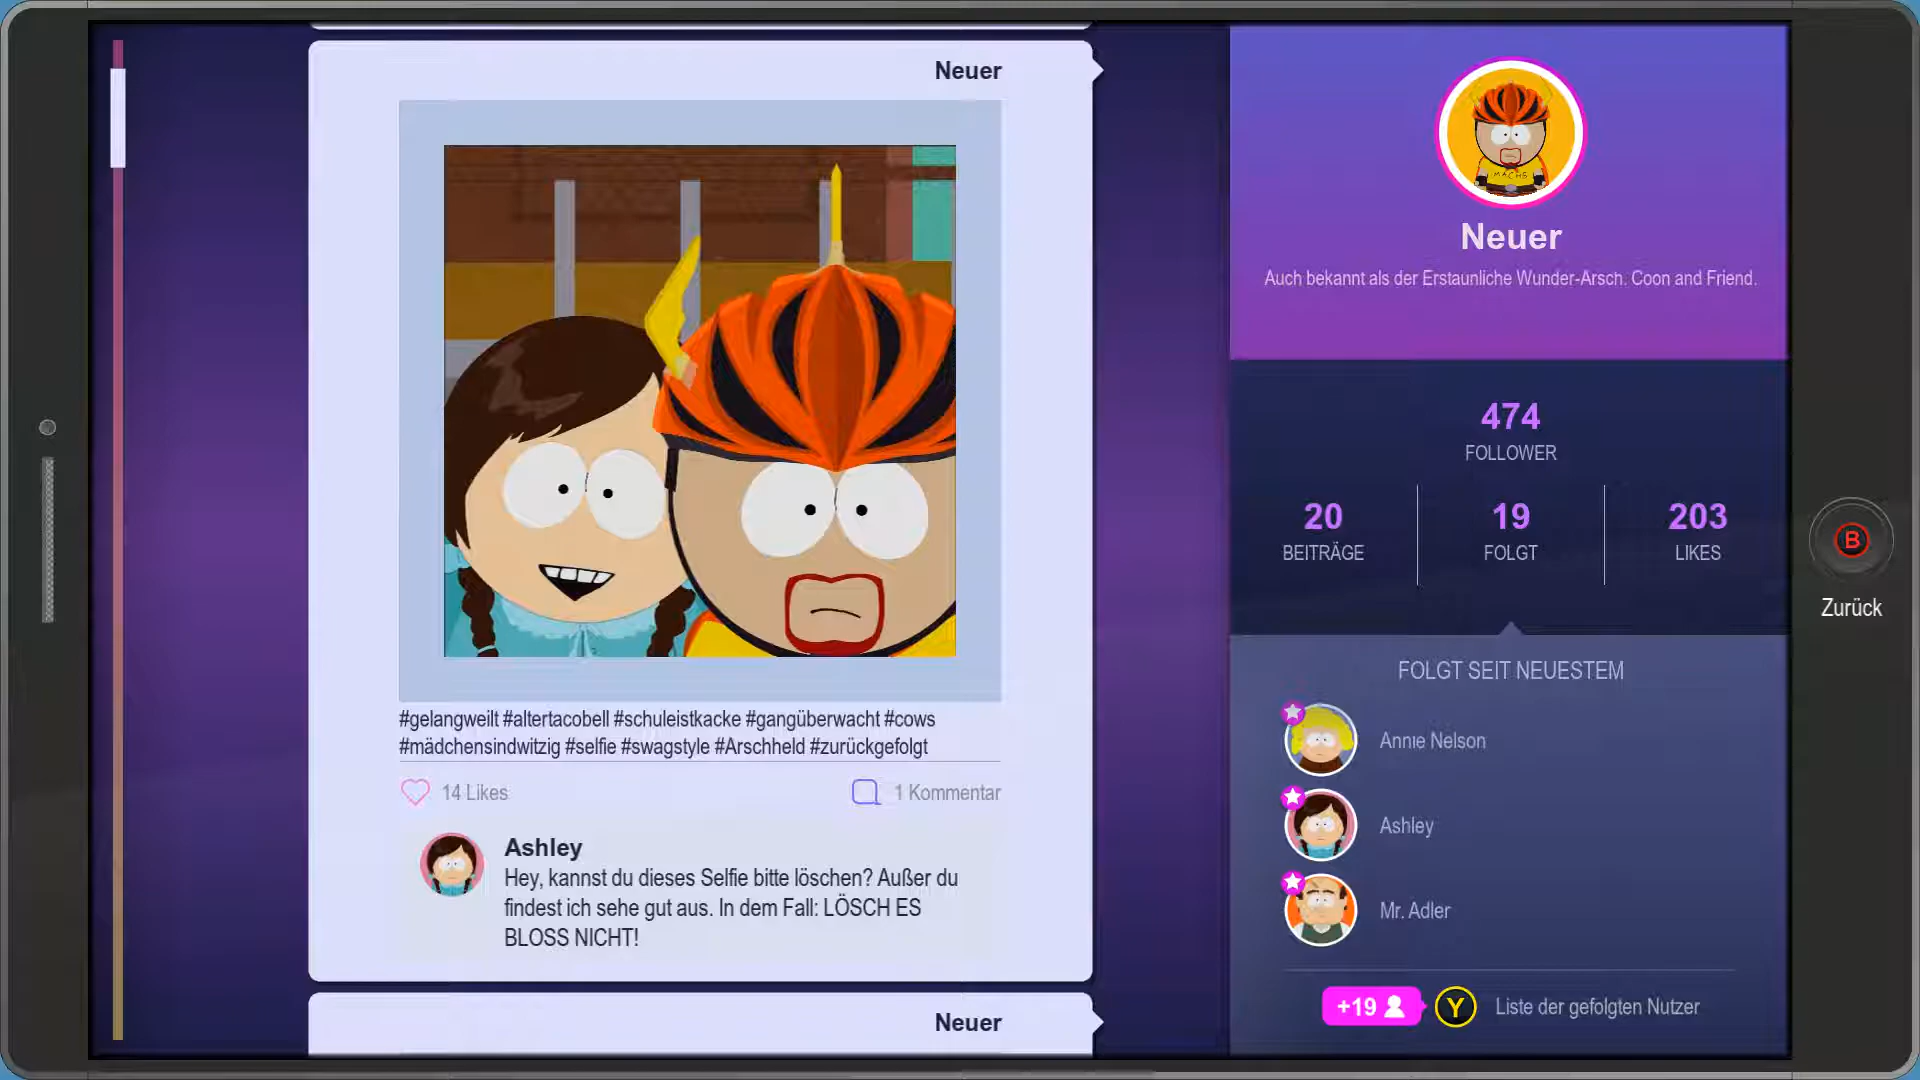 Neuer
#gelangweilt #altertacobell #schuleistkacke #gangüberwacht #cows
#mädchensindwitzig #selfie #swagstyle #Arschheld #zurückgefolgt
14 Likes
1 Kommentar
Ashley
Hey, kannst du dieses Selfie bitte löschen? Außer du
findest ich sehe gut aus. In dem Fall: LÖSCH ES
BLOSS NICHT!
Neuer
MACHS
Neuer
Auch bekannt als der Erstaunliche Wunder-Arsch. Coon and Friend.
474
FOLLOWER
20
BEITRÄGE
19
FOLGT
203
LIKES
FOLGT SEIT NEUESTEM
Annie Nelson
Ashley
Mr. Adler
+19
Y
Liste der gefolgten Nutzer
B
Zurück